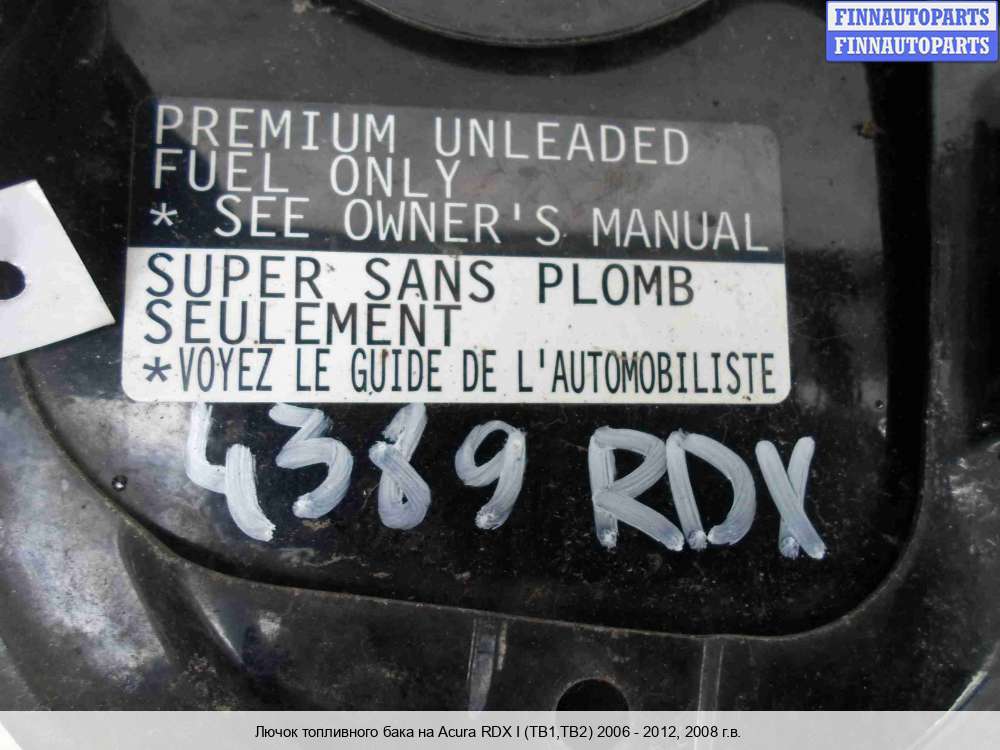 FINNAUTOPARTS
FINNAUTOPARTS
PREMIUM UNLEADED
FUEL ONLY
* SEE OWNER'S MANUAL
SUPER SANS PLOMB
SEULEMENT
*VOYEZ LE GUIDE DE L'AUTOMOBILISTE
4389 RDX
Лючок топливного бака на Acura RDX I (TB1,TB2) 2006 - 2012, 2008 г.в.